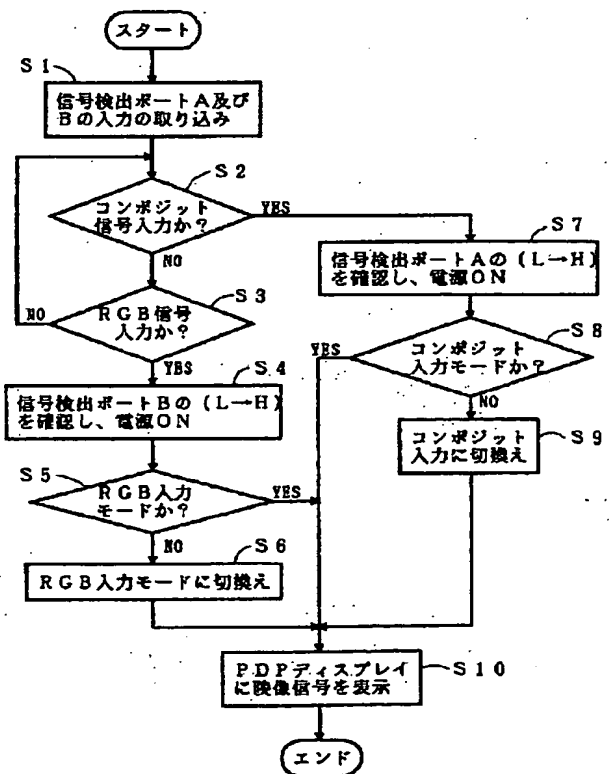 スタート
S1
信号検出ポートA及び
Bの入力の取り込み
S2
コンポジット
信号入力か?
YES
NO
S3
RGB信号
入力か?
NO
YES
S4
信号検出ポートBの(L→H)
を確認し、電源ON
S5
RGB入力
モードか?
YES
NO
S6
RGB入力モードに切換え
S7
信号検出ポートAの(L→H)
を確認し、電源ON
S8
コンポジット
入力モードか?
YES
NO
S9
コンポジット
入力に切換え
S10
PDPディスプレイ
に映像信号を表示
エンド